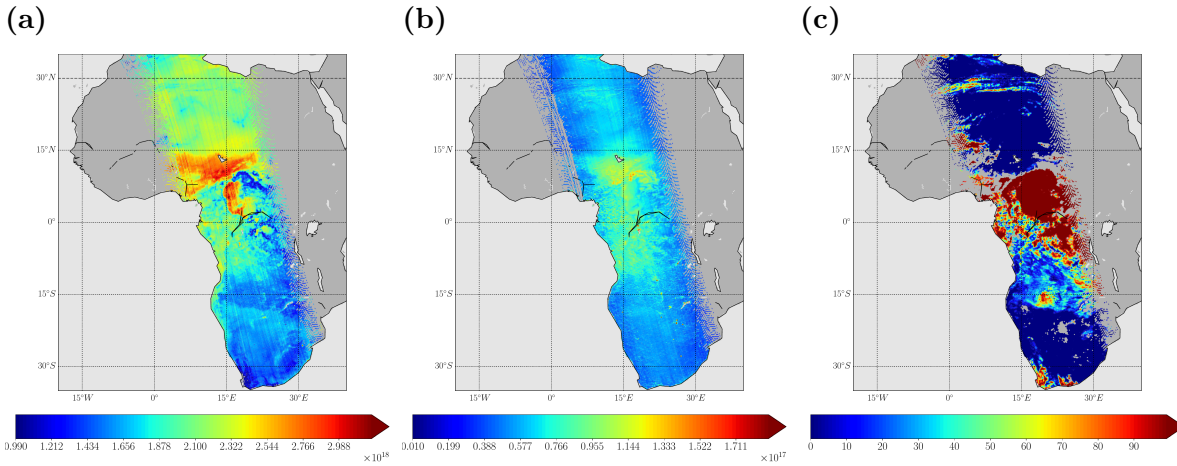 (a) (b) (c)
30°N 30°N 30°N
15°N 15°N 15°N
0° 0° 0°
15°S 15°S 15°S
30°S 30°S 30°S
15°W 0° 15°E 30°E 15°W 0° 15°E 30°E 15°W 0° 15°E 30°E
0.990 1.212 1.434 1.656 1.878 2.100 2.322 2.544 2.766 2.988 0.010 0.199 0.388 0.577 0.766 0.955 1.144 1.333 1.522 1.711 0 10 20 30 40 50 60 70 80 90
×10¹⁸ ×10¹⁷